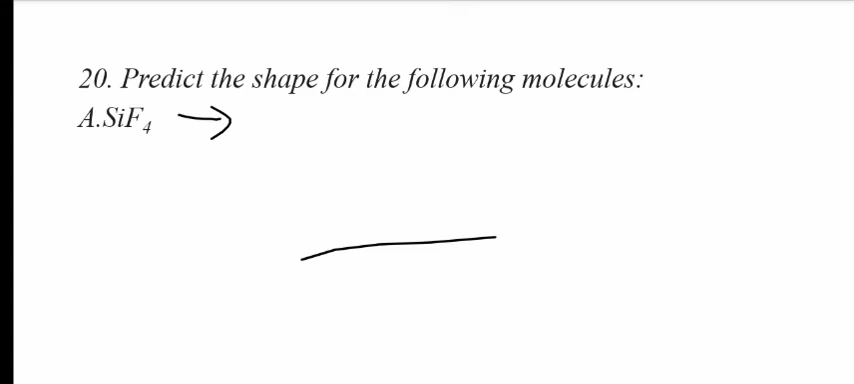 20. Predict the shape for the following molecules:
A.SiF₄ →